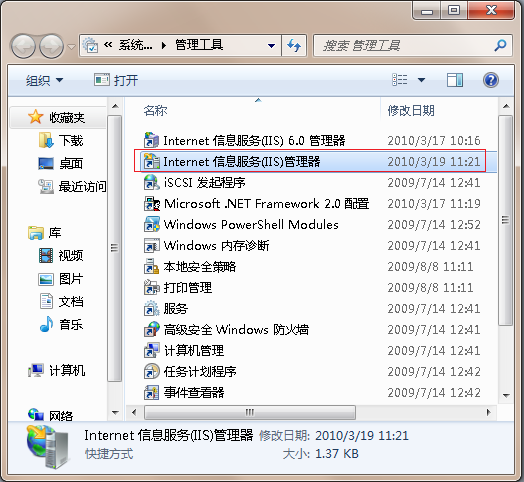 « 系统... ▸ 管理工具
搜索 管理工具
组织 打开
收藏夹
下载
桌面
最近访问
库
视频
图片
文档
音乐
计算机
网络
名称 修改日期
Internet 信息服务(IIS) 6.0 管理器 2010/3/17 10:16
Internet 信息服务(IIS)管理器 2010/3/19 11:21
iSCSI 发起程序 2009/7/14 12:41
Microsoft .NET Framework 2.0 配置 2010/3/17 11:19
Windows PowerShell Modules 2009/7/14 12:52
Windows 内存诊断 2009/7/14 12:41
本地安全策略 2009/8/8 11:11
打印管理 2009/8/8 11:11
服务 2009/7/14 12:41
高级安全 Windows 防火墙 2009/7/14 12:41
计算机管理 2009/7/14 12:41
任务计划程序 2009/7/14 12:42
事件查看器 2009/7/14 12:42
Internet 信息服务(IIS)管理器 修改日期: 2010/3/19 11:21
快捷方式 大小: 1.37 KB